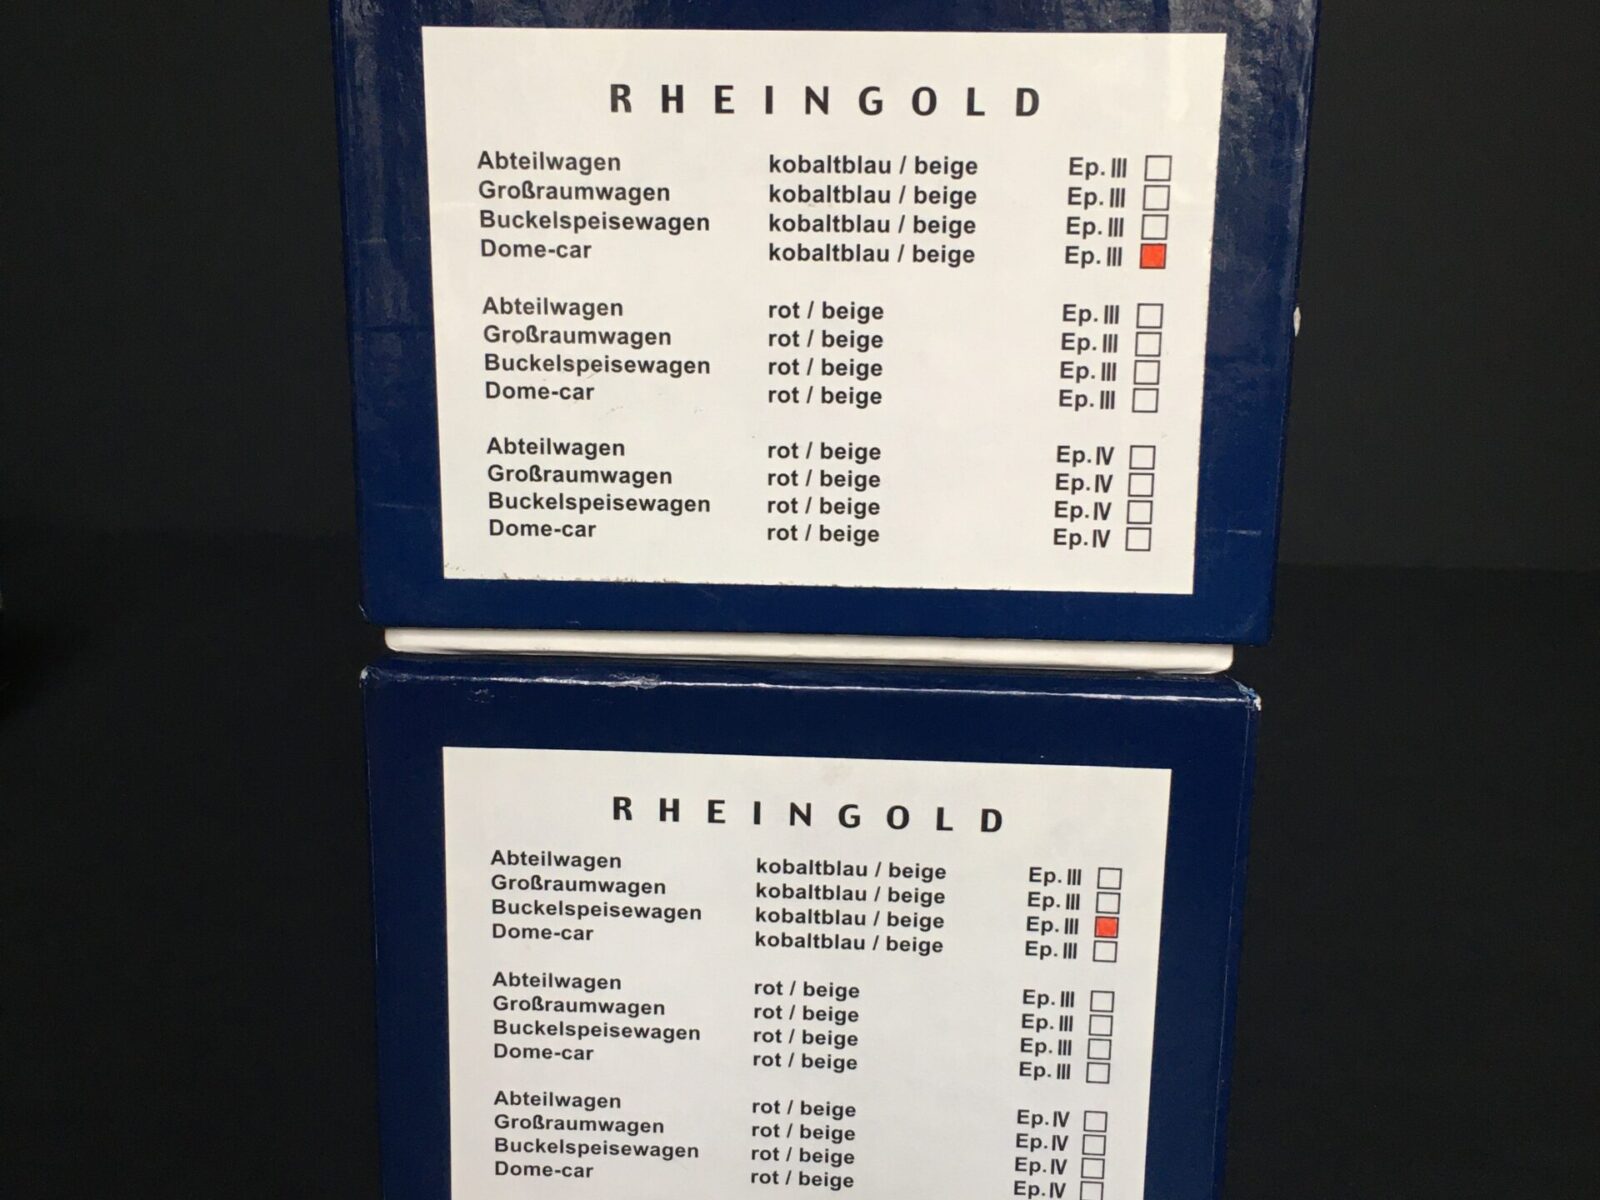 RHEINGOLD
Abteilwagen kobaltblau / beige Ep. III
Großraumwagen kobaltblau / beige Ep. III
Buckelspeisewagen kobaltblau / beige Ep. III
Dome-car kobaltblau / beige Ep. III
Abteilwagen rot / beige Ep. III
Großraumwagen rot / beige Ep. III
Buckelspeisewagen rot / beige Ep. III
Dome-car rot / beige Ep. III
Abteilwagen rot / beige Ep. IV
Großraumwagen rot / beige Ep. IV
Buckelspeisewagen rot / beige Ep. IV
Dome-car rot / beige Ep. IV
RHEINGOLD
Abteilwagen kobaltblau / beige Ep. III
Großraumwagen kobaltblau / beige Ep. III
Buckelspeisewagen kobaltblau / beige Ep. III
Dome-car kobaltblau / beige Ep. III
Abteilwagen rot / beige Ep. III
Großraumwagen rot / beige Ep. III
Buckelspeisewagen rot / beige Ep. III
Dome-car rot / beige Ep. III
Abteilwagen rot / beige Ep. IV
Großraumwagen rot / beige Ep. IV
Buckelspeisewagen rot / beige Ep. IV
Dome-car rot / beige Ep. IV